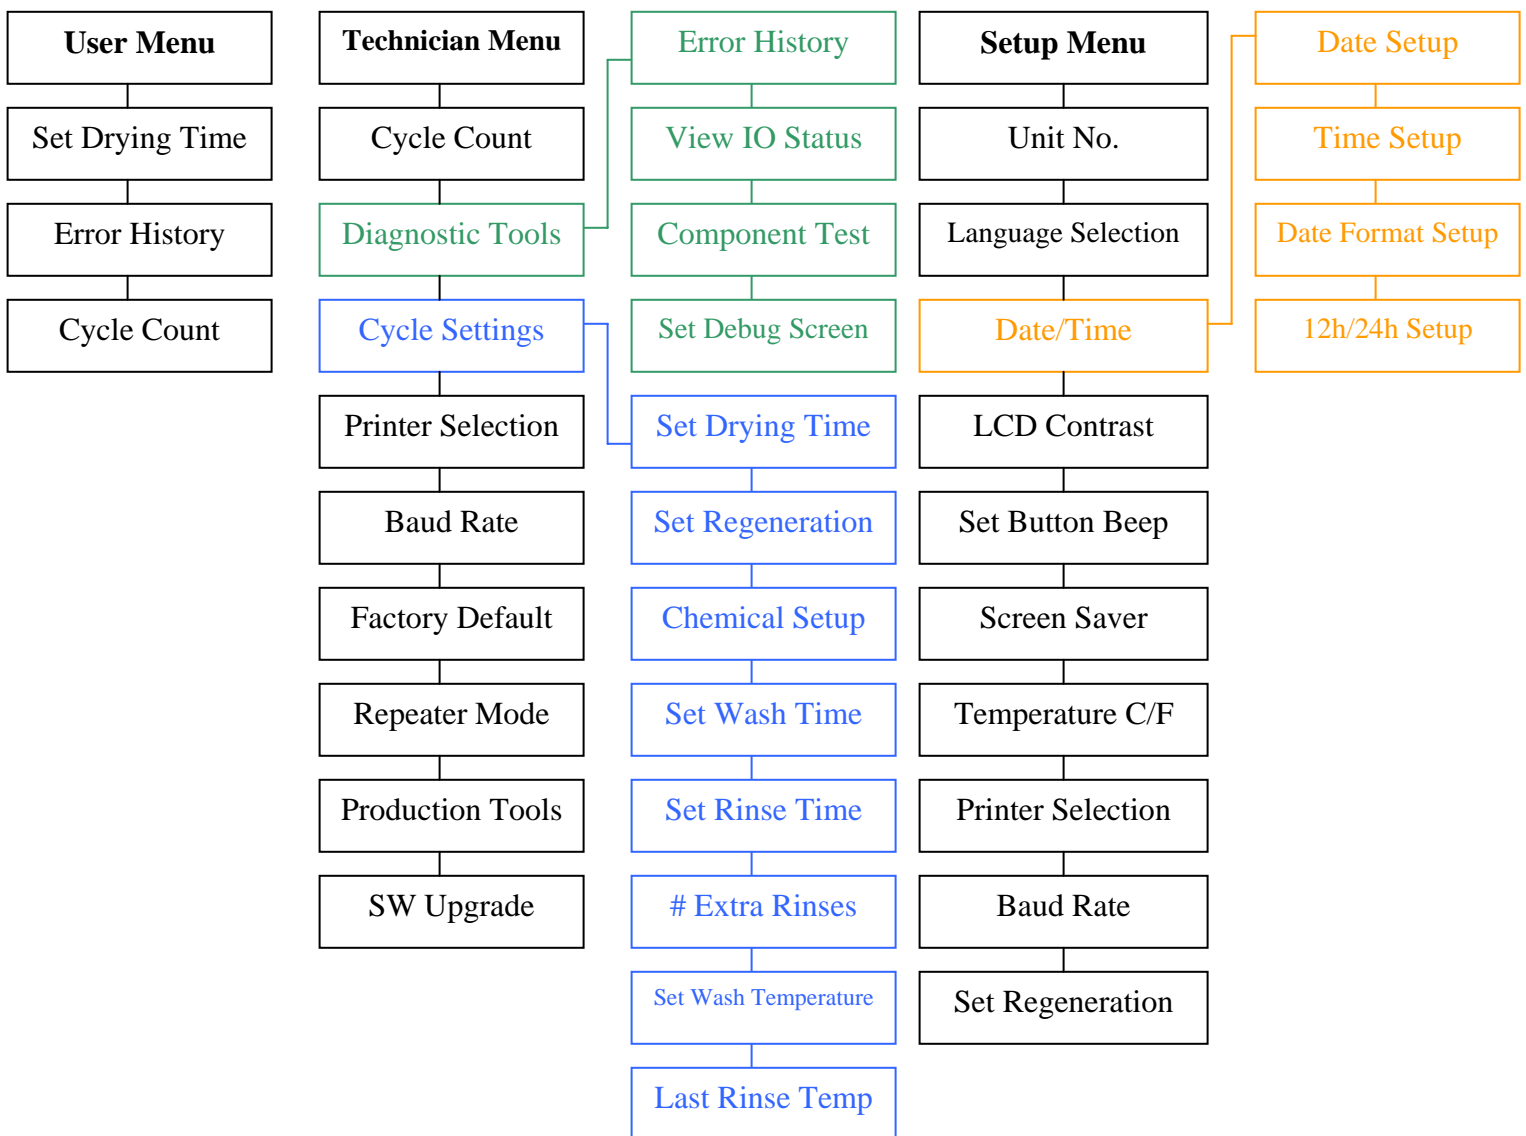 User Menu
Set Drying Time
Error History
Cycle Count
Technician Menu
Cycle Count
Diagnostic Tools
Cycle Settings
Printer Selection
Baud Rate
Factory Default
Repeater Mode
Production Tools
SW Upgrade
Error History
View IO Status
Component Test
Set Debug Screen
Set Drying Time
Set Regeneration
Chemical Setup
Set Wash Time
Set Rinse Time
# Extra Rinses
Set Wash Temperature
Last Rinse Temp
Setup Menu
Unit No.
Language Selection
Date/Time
LCD Contrast
Set Button Beep
Screen Saver
Temperature C/F
Printer Selection
Baud Rate
Set Regeneration
Date Setup
Time Setup
Date Format Setup
12h/24h Setup